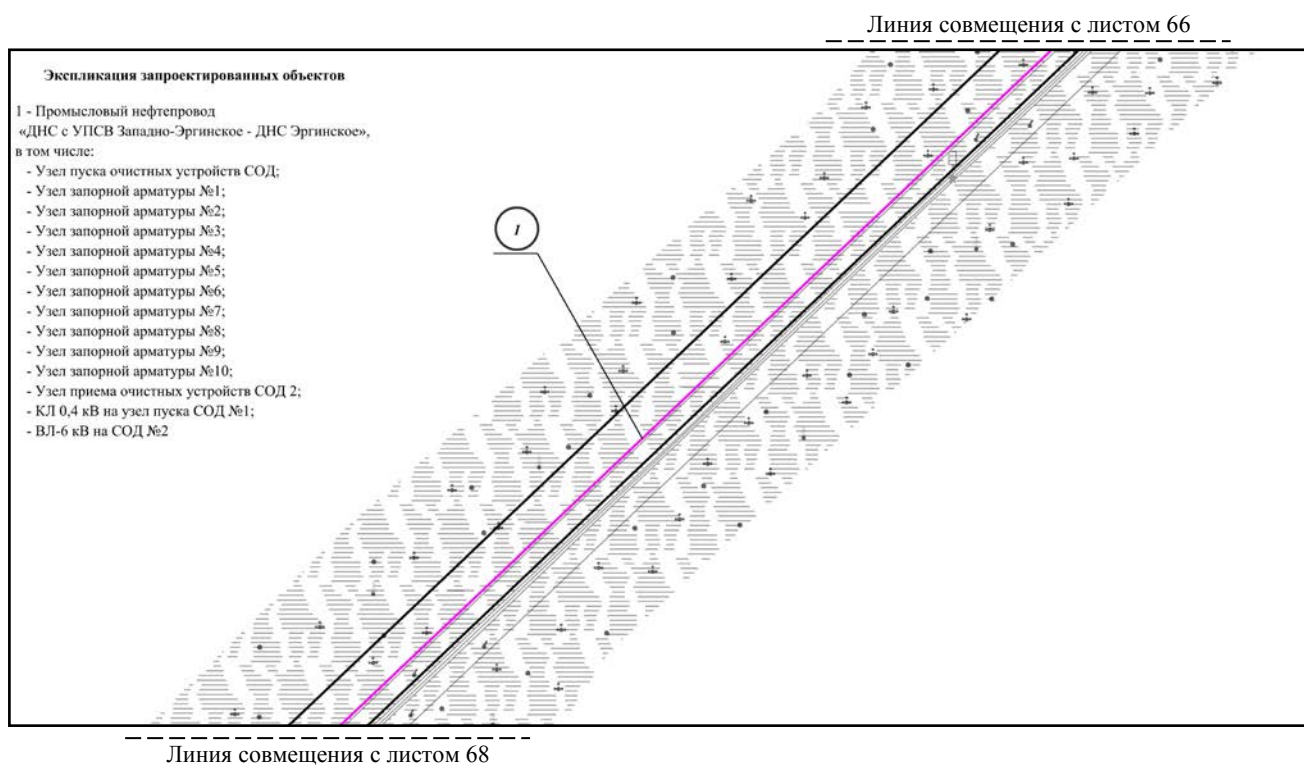 Линия совмещения с листом 66
Экспликация запроектированных объектов
1 - Промысловый нефтепровод
«ДНС с УПСВ Западно-Эргинское - ДНС Эргинское»,
в том числе:
- Узел пуска очистных устройств СОД;
- Узел запорной арматуры №1;
- Узел запорной арматуры №2;
- Узел запорной арматуры №3;
- Узел запорной арматуры №4;
- Узел запорной арматуры №5;
- Узел запорной арматуры №6;
- Узел запорной арматуры №7;
- Узел запорной арматуры №8;
- Узел запорной арматуры №9;
- Узел запорной арматуры №10;
- Узел приема очистных устройств СОД 2;
- КЛ 0,4 кВ на узел пуска СОД №1;
- ВЛ-6 кВ на СОД №2
1
Линия совмещения с листом 68